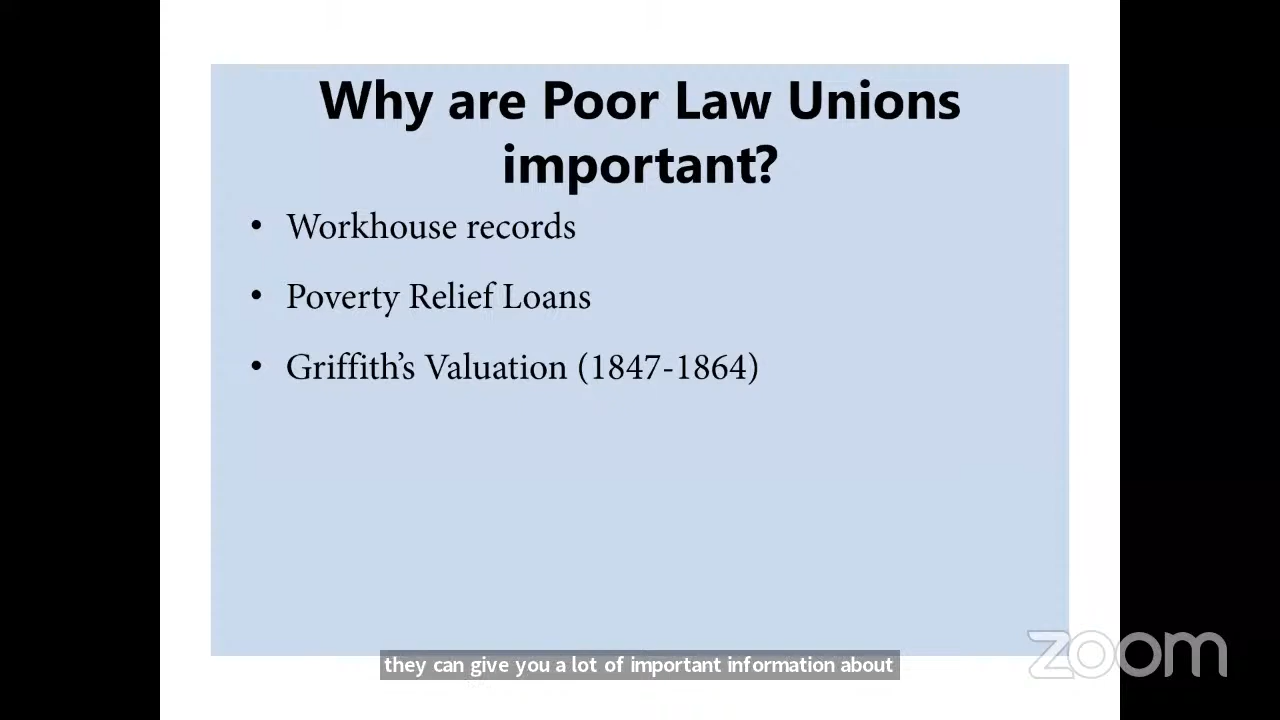 Why are Poor Law Unions
important?
• Workhouse records
• Poverty Relief Loans
• Griffith’s Valuation (1847-1864)
they can give you a lot of important information about
zoom